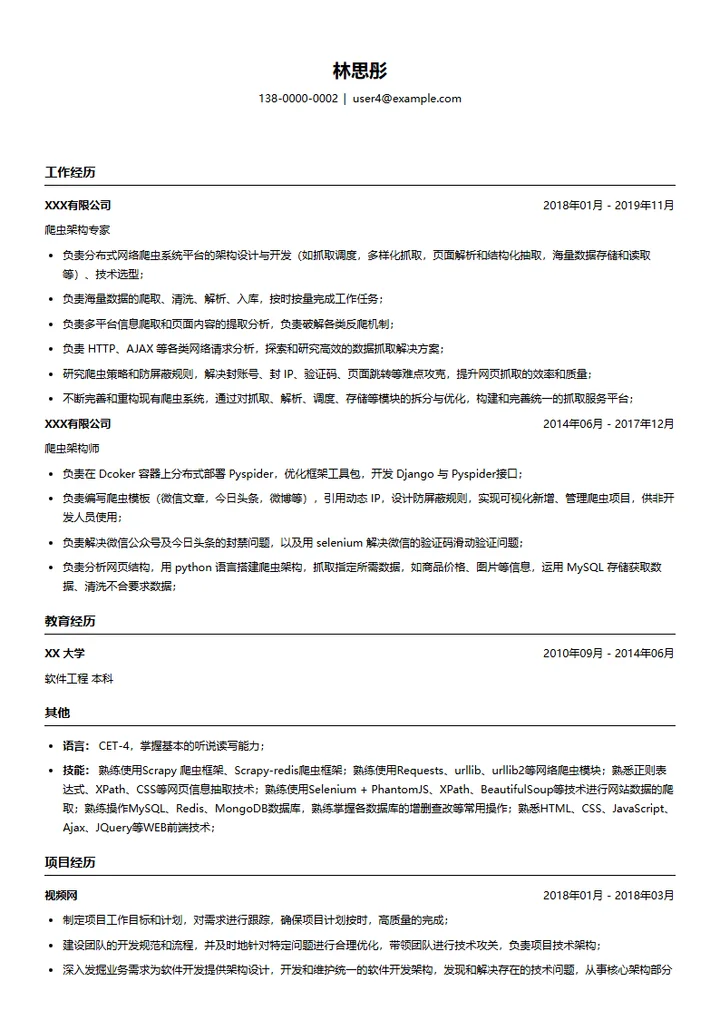 林思彤
138-0000-0002 | user4@example.com
工作经历
XXX有限公司 2018年01月 - 2019年11月
爬虫架构专家
• 负责分布式网络爬虫系统平台的架构设计与开发（如抓取调度，多样化抓取，页面解析和结构化抽取，海量数据存储和读取
等）、技术选型；
• 负责海量数据的爬取、清洗、解析、入库，按时按量完成工作任务；
• 负责多平台信息爬取和页面内容的提取分析，负责破解各类反爬机制；
• 负责 HTTP、AJAX 等各类网络请求分析，探索和研究高效的数据抓取解决方案；
• 研究爬虫策略和防屏蔽规则，解决封账号、封 IP、验证码、页面跳转等难点攻克，提升网页抓取的效率和质量；
• 不断完善和重构现有爬虫系统，通过对抓取、解析、调度、存储等模块的拆分与优化，构建和完善统一的抓取服务平台；
XXX有限公司 2014年06月 - 2017年12月
爬虫架构师
• 负责在 Dcoker 容器上分布式部署 Pyspider，优化框架工具包，开发 Django 与 Pyspider接口；
• 负责编写爬虫模板（微信文章，今日头条，微博等），引用动态 IP，设计防屏蔽规则，实现可视化新增、管理爬虫项目，供非开
发人员使用；
• 负责解决微信公众号及今日头条的封禁问题，以及用 selenium 解决微信的验证码滑动验证问题；
• 负责分析网页结构，用 python 语言搭建爬虫架构，抓取指定所需数据，如商品价格、图片等信息，运用 MySQL 存储获取数
据、清洗不合要求数据；
教育经历
XX 大学 2010年09月 - 2014年06月
软件工程 本科
其他
• 语言： CET-4，掌握基本的听说读写能力；
• 技能： 熟练使用Scrapy 爬虫框架、Scrapy-redis爬虫框架；熟练使用Requests、urllib、urllib2等网络爬虫模块；熟悉正则表
达式、XPath、CSS等网页信息抽取技术；熟练使用Selenium + PhantomJS、XPath、BeautifulSoup等技术进行网站数据的爬
取；熟练操作MySQL、Redis、MongoDB数据库，熟练掌握各数据库的增删查改等常用操作；熟悉HTML、CSS、JavaScript、
Ajax、JQuery等WEB前端技术；
项目经历
视频网 2018年01月 - 2018年03月
• 制定项目工作目标和计划，对需求进行跟踪，确保项目计划按时，高质量的完成；
• 建设团队的开发规范和流程，并及时地针对特定问题进行合理优化，带领团队进行技术攻关，负责项目技术架构；
• 深入发掘业务需求为软件开发提供架构设计，开发和维护统一的软件开发架构，发现和解决存在的技术问题，从事核心架构部分